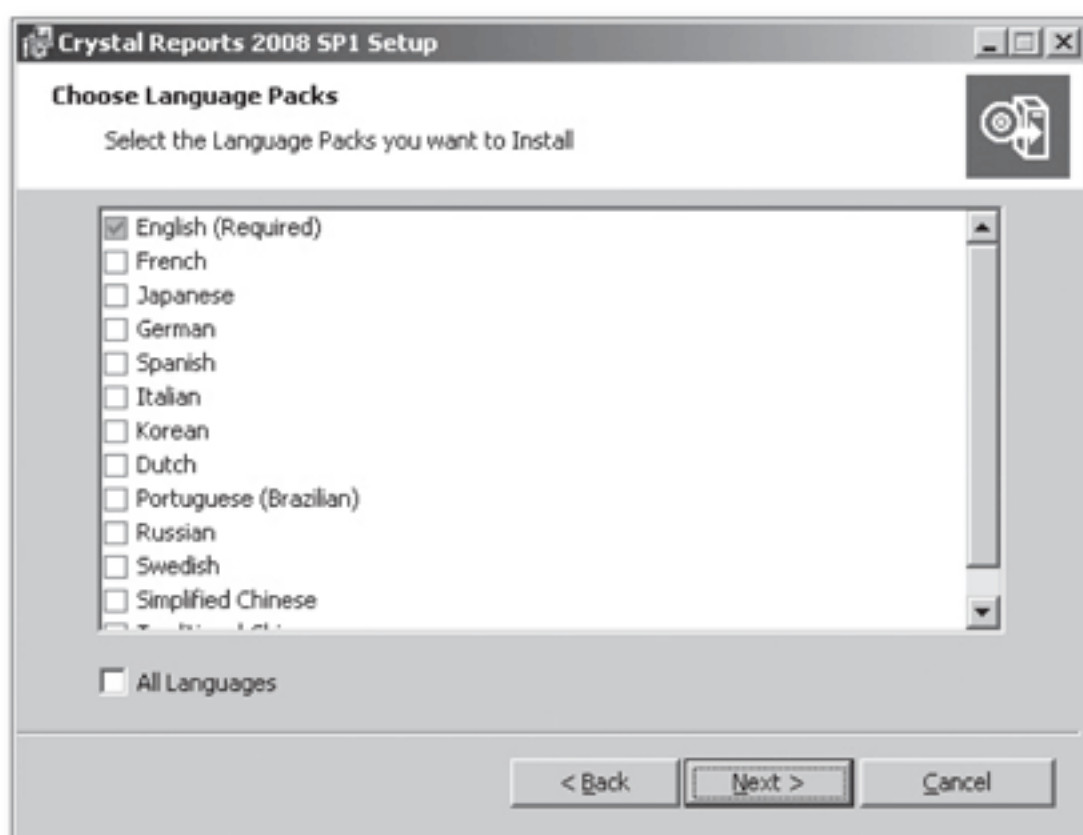 Crystal Reports 2008 SP1 Setup
Choose Language Packs
Select the Language Packs you want to Install
English (Required)
French
Japanese
German
Spanish
Italian
Korean
Dutch
Portuguese (Brazilian)
Russian
Swedish
Simplified Chinese
All Languages
< Back
Next >
Cancel